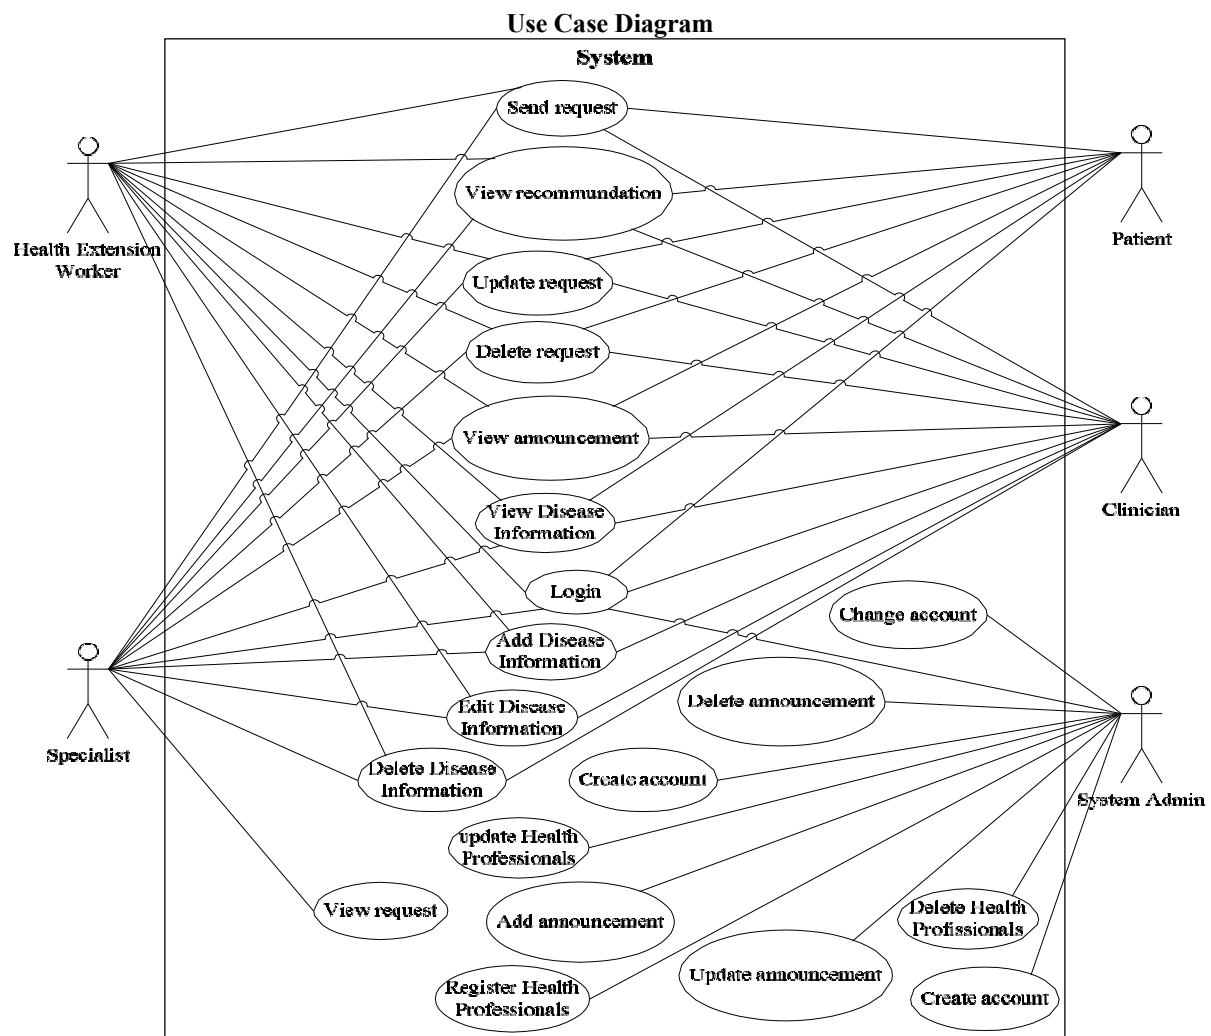 Use Case Diagram
System
Send request
View recommundation
Health Extension
Worker
Patient
Update request
Delete request
View announcement
View Disease
Information
Clinician
Login
Change account
Add Disease
Information
Edit Disease
Information
Delete announcement
Specialist
Delete Disease
Information
Create account
System Admin
update Health
Professionals
View request
Add announcement
Delete Health
Profissionals
Update announcement
Register Health
Professionals
Create account